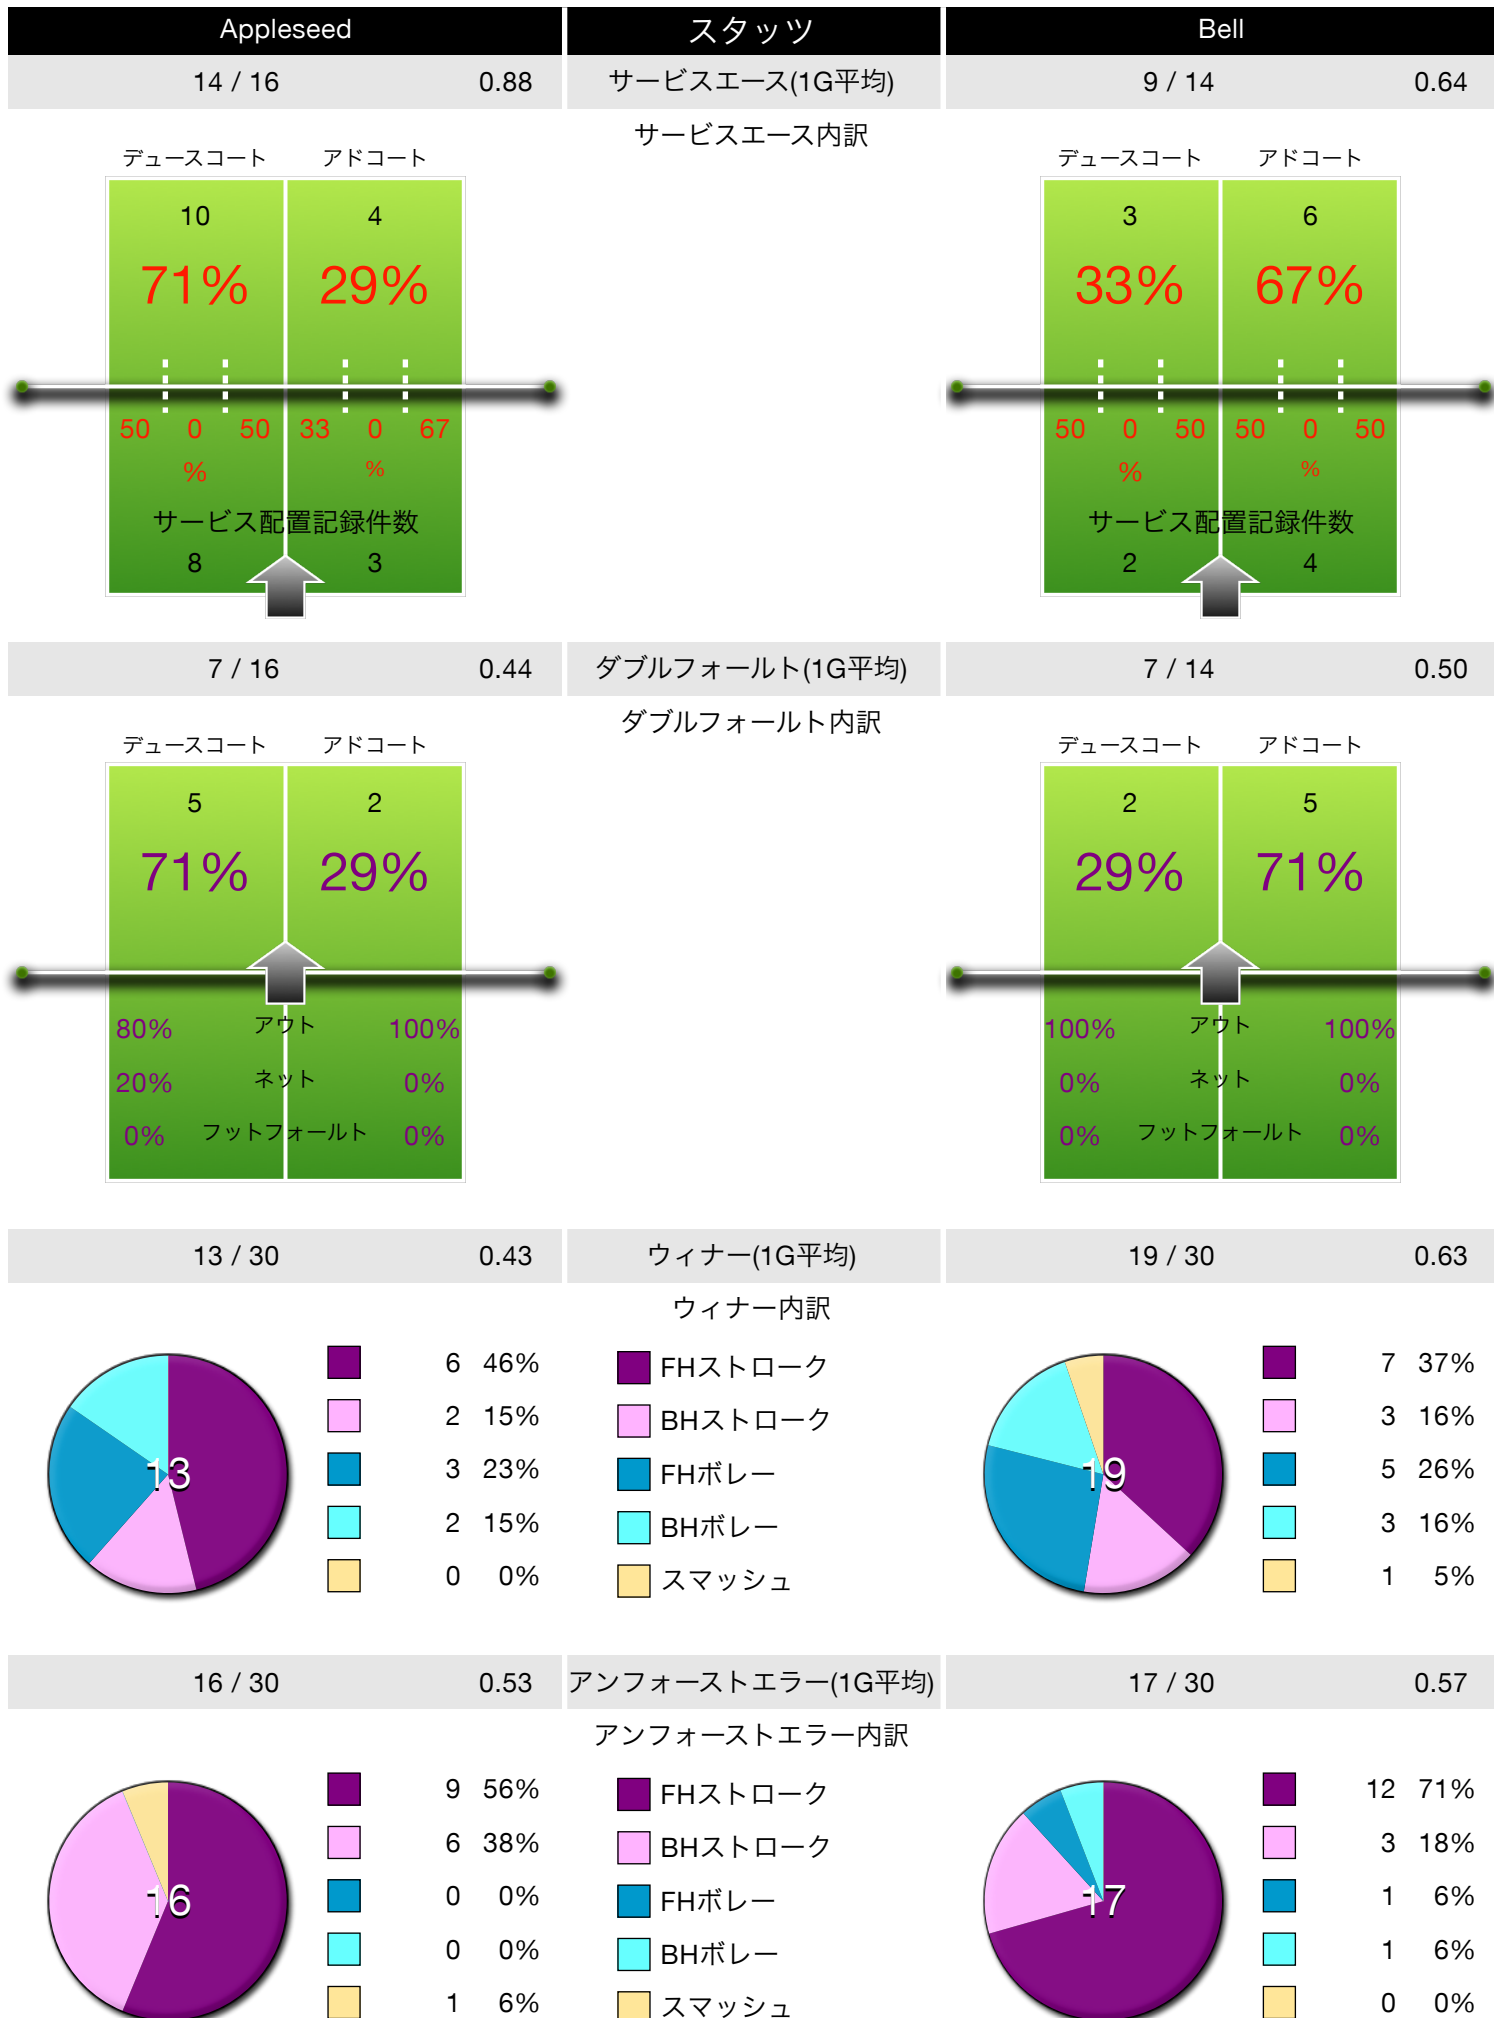 Appleseed スタッツ Bell
14 / 16 0.88 サービスエース(1G平均) 9 / 14 0.64
サービスエース内訳
デュースコート アドコート デュースコート アドコート
10 4 3 6
71% 29% 33% 67%
50 0 50 33 0 67 50 0 50 50 0 50
% % % %
サービス配置記録件数 サービス配置記録件数
8 3 2 4
7 / 16 0.44 ダブルフォールト(1G平均) 7 / 14 0.50
ダブルフォールト内訳
デュースコート アドコート デュースコート アドコート
5 2 2 5
71% 29% 29% 71%
80% アウト 100% 100% アウト 100%
20% ネット 0% 0% ネット 0%
0% フットフォールト 0% 0% フットフォールト 0%
13 / 30 0.43 ウィナー(1G平均) 19 / 30 0.63
ウィナー内訳
6 46% FHストローク 7 37%
2 15% BHストローク 3 16%
13 3 23% FHボレー 19 5 26%
2 15% BHボレー 3 16%
0 0% スマッシュ 1 5%
16 / 30 0.53 アンフォーストエラー(1G平均) 17 / 30 0.57
アンフォーストエラー内訳
9 56% FHストローク 12 71%
6 38% BHストローク 3 18%
16 0 0% FHボレー 17 1 6%
0 0% BHボレー 1 6%
1 6% スマッシュ 0 0%